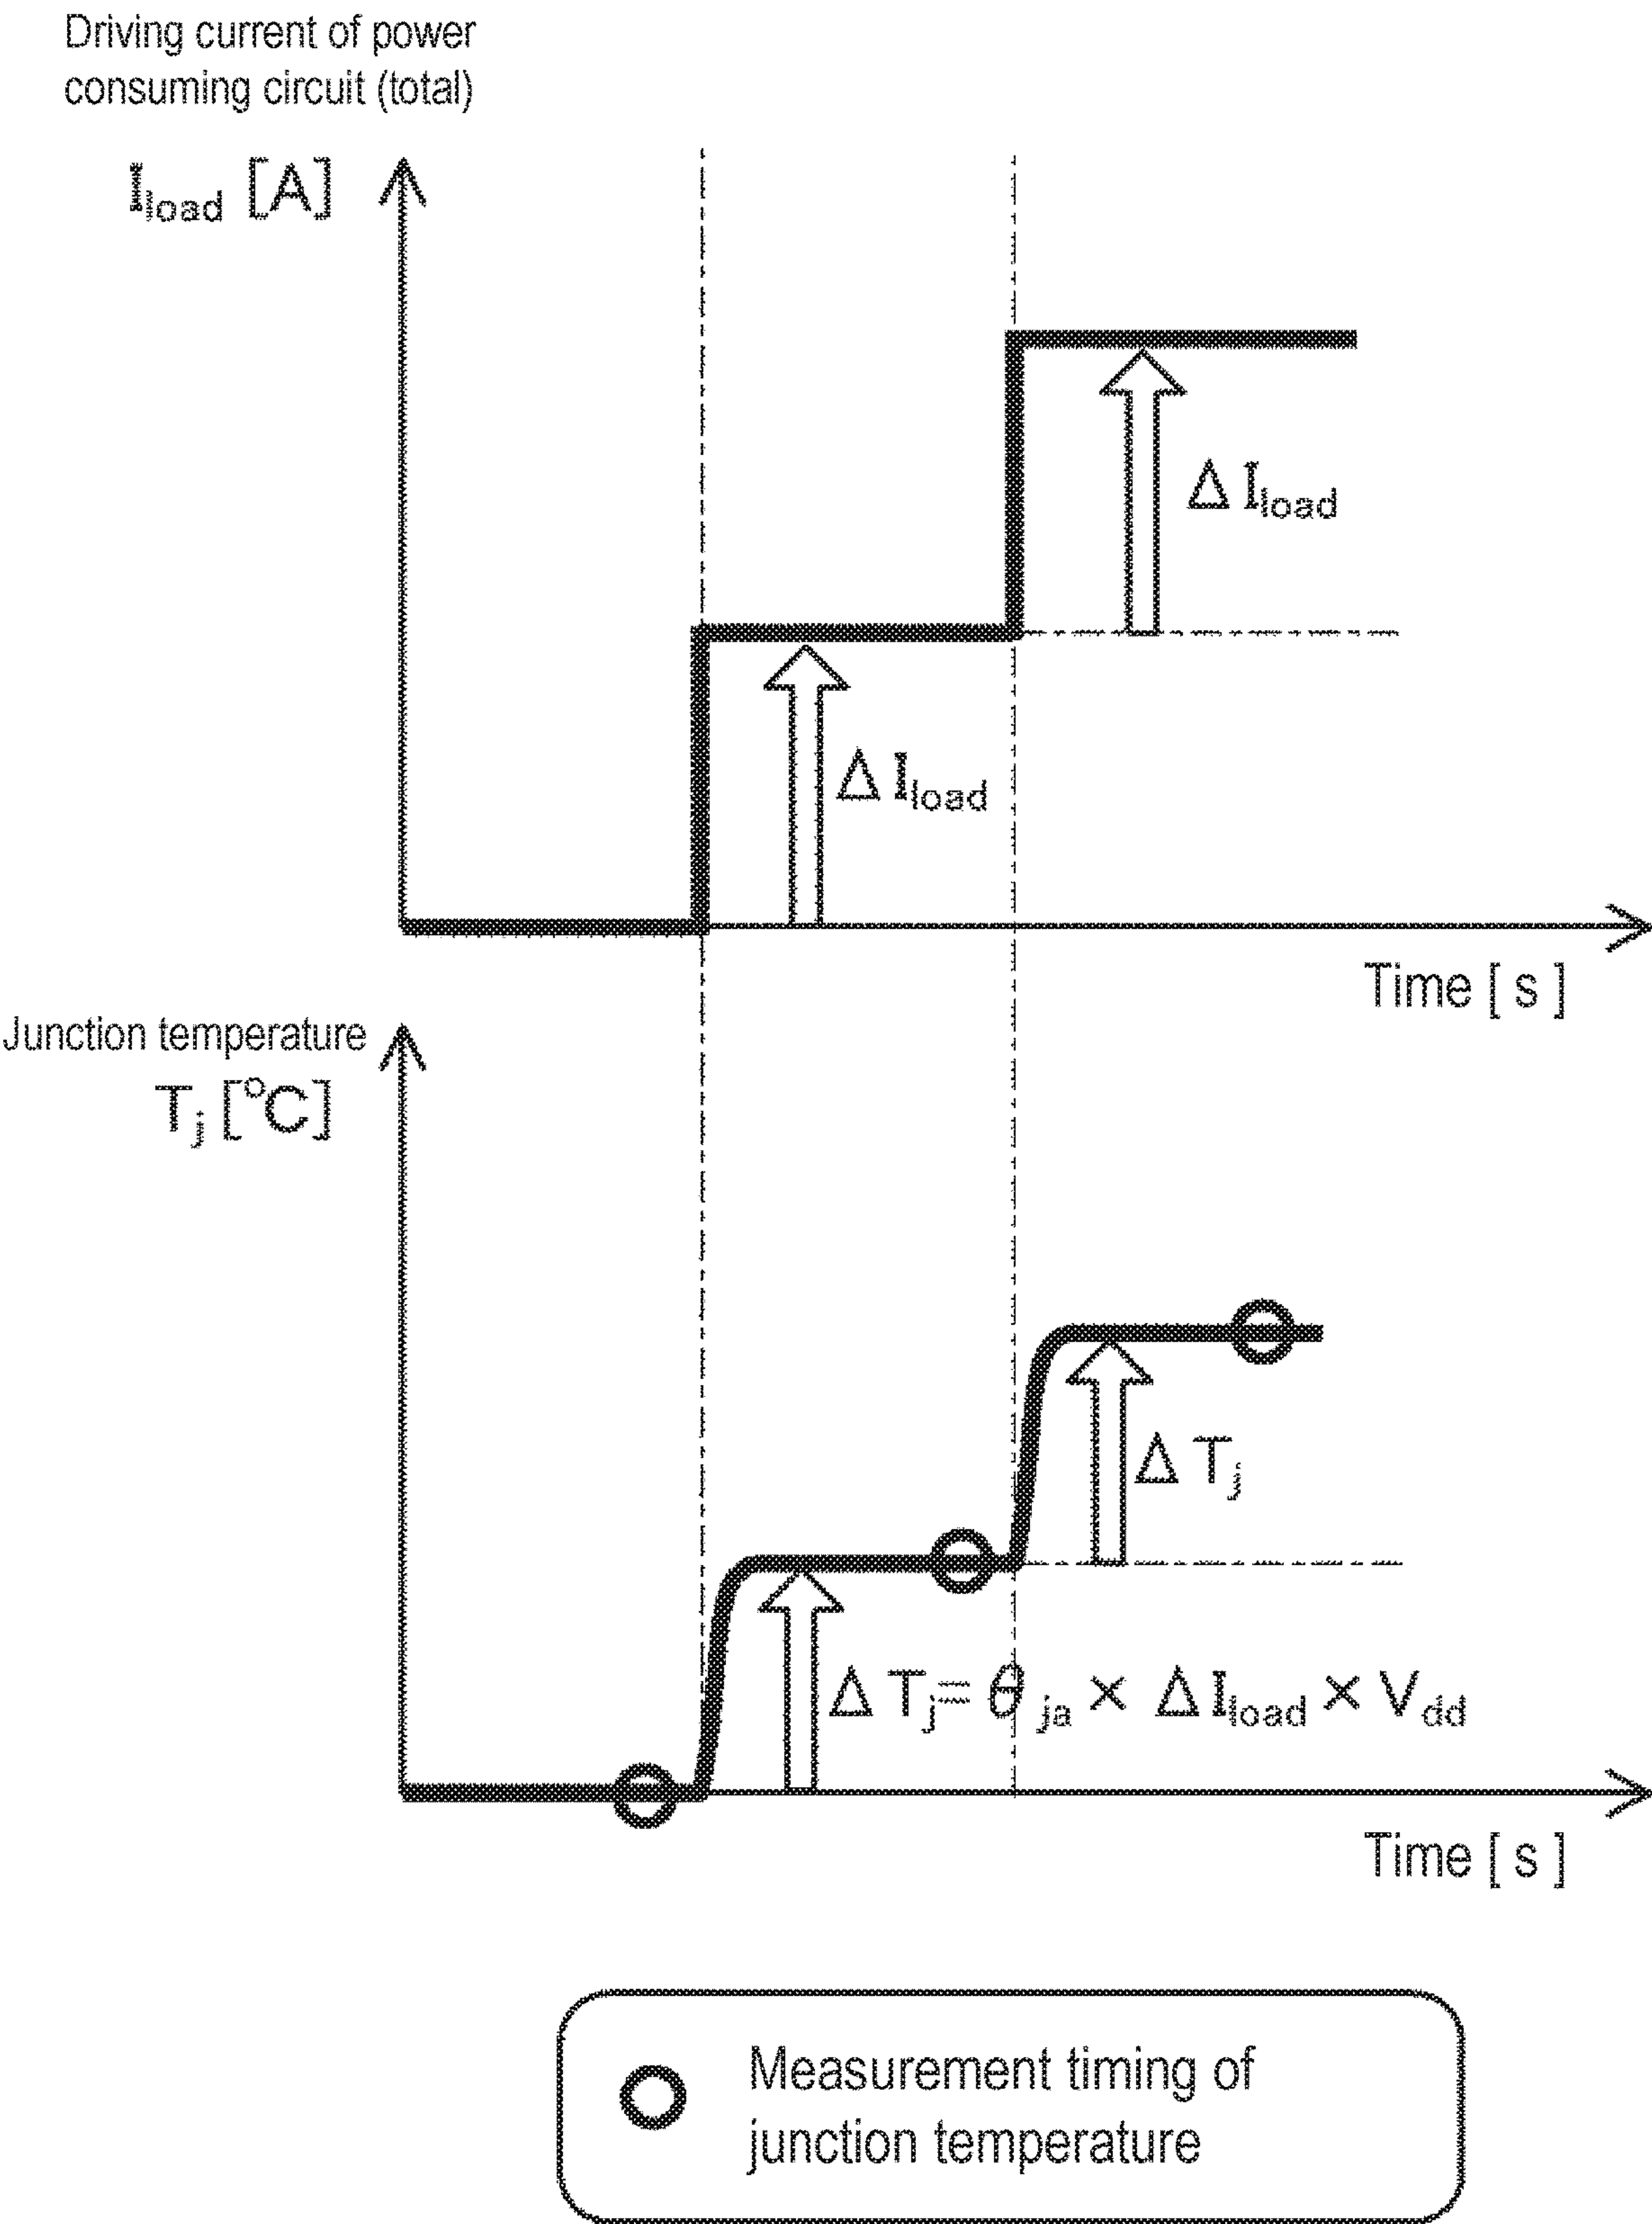 Driving current of power
consuming circuit (total)
Iload [A]
ΔIload
ΔIload
Time [ s ]
Junction temperature
Tj [°C]
ΔTj
ΔTj=θja × ΔIload × Vdd
Time [ s ]
Measurement timing of
junction temperature